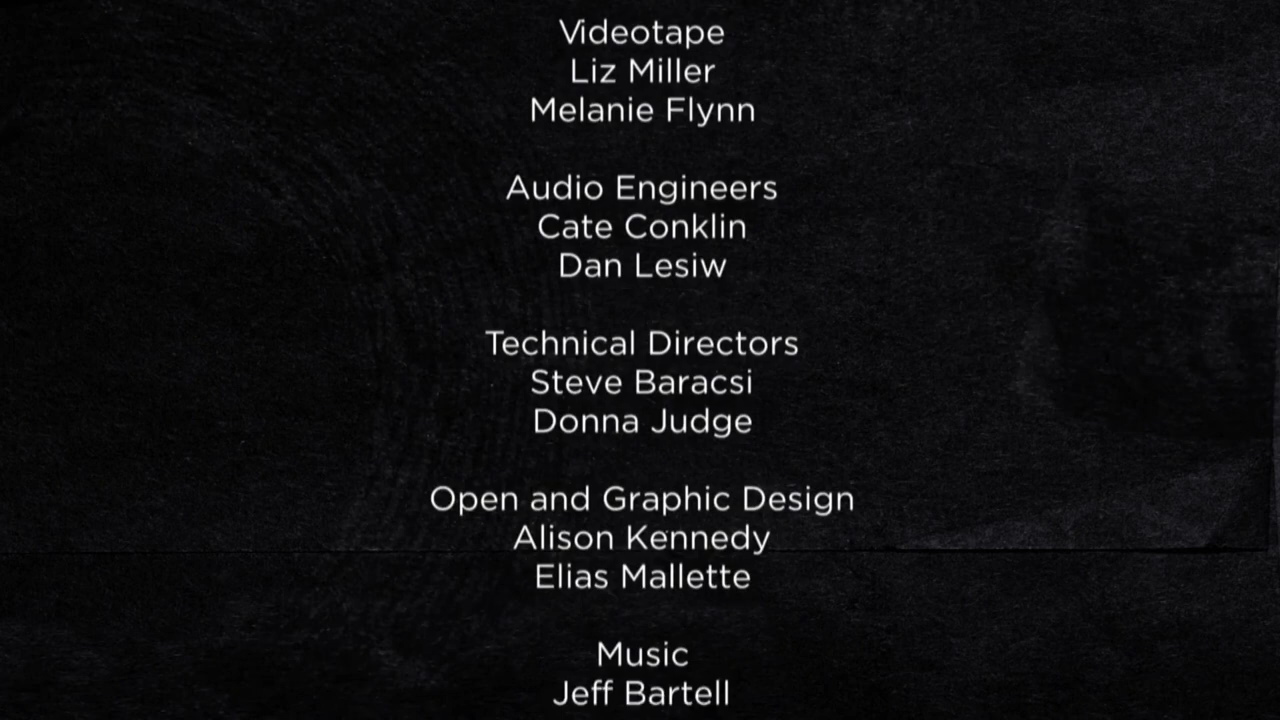 Videotape
Liz Miller
Melanie Flynn
Audio Engineers
Cate Conklin
Dan Lesiw
Technical Directors
Steve Baracsi
Donna Judge
Open and Graphic Design
Alison Kennedy
Elias Mallette
Music
Jeff Bartell